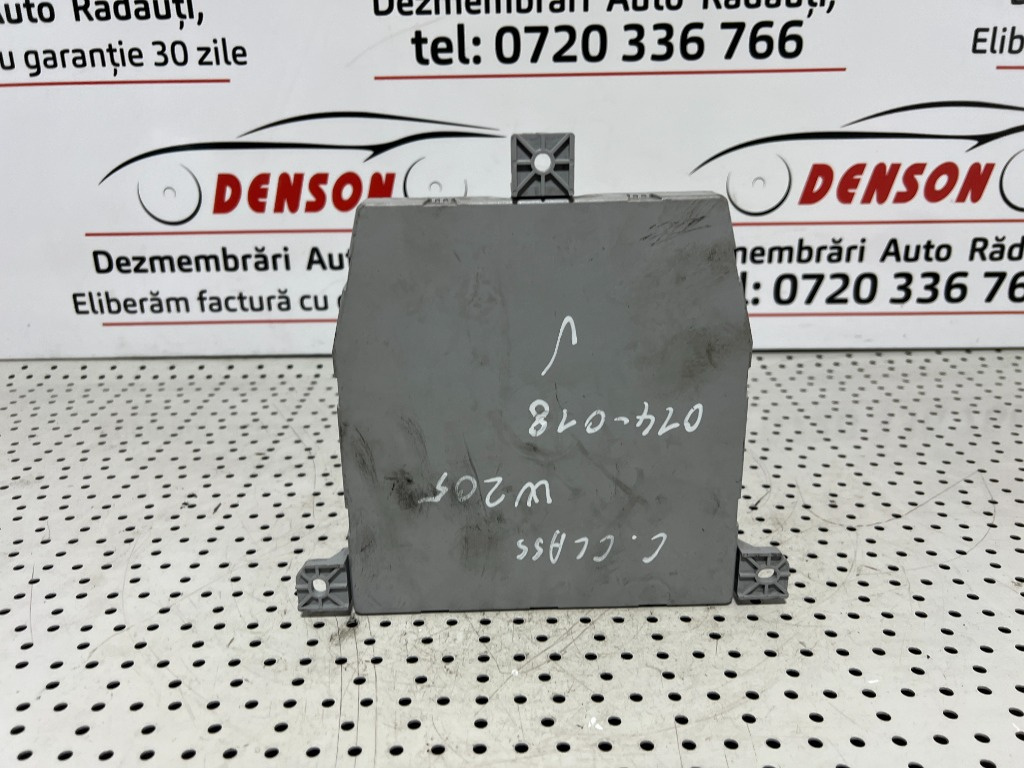 Auto Rădăuți,
u garanție 30 zile
Dezmembrări Auto Rădăuți,
tel: 0720 336 766
Elib
DENSON
Dezmembrări Au
Eliberăm factură cu
DENSON
membrări Auto Răd
l: 0720 336 76
C. CLASS
W205
014-018
V